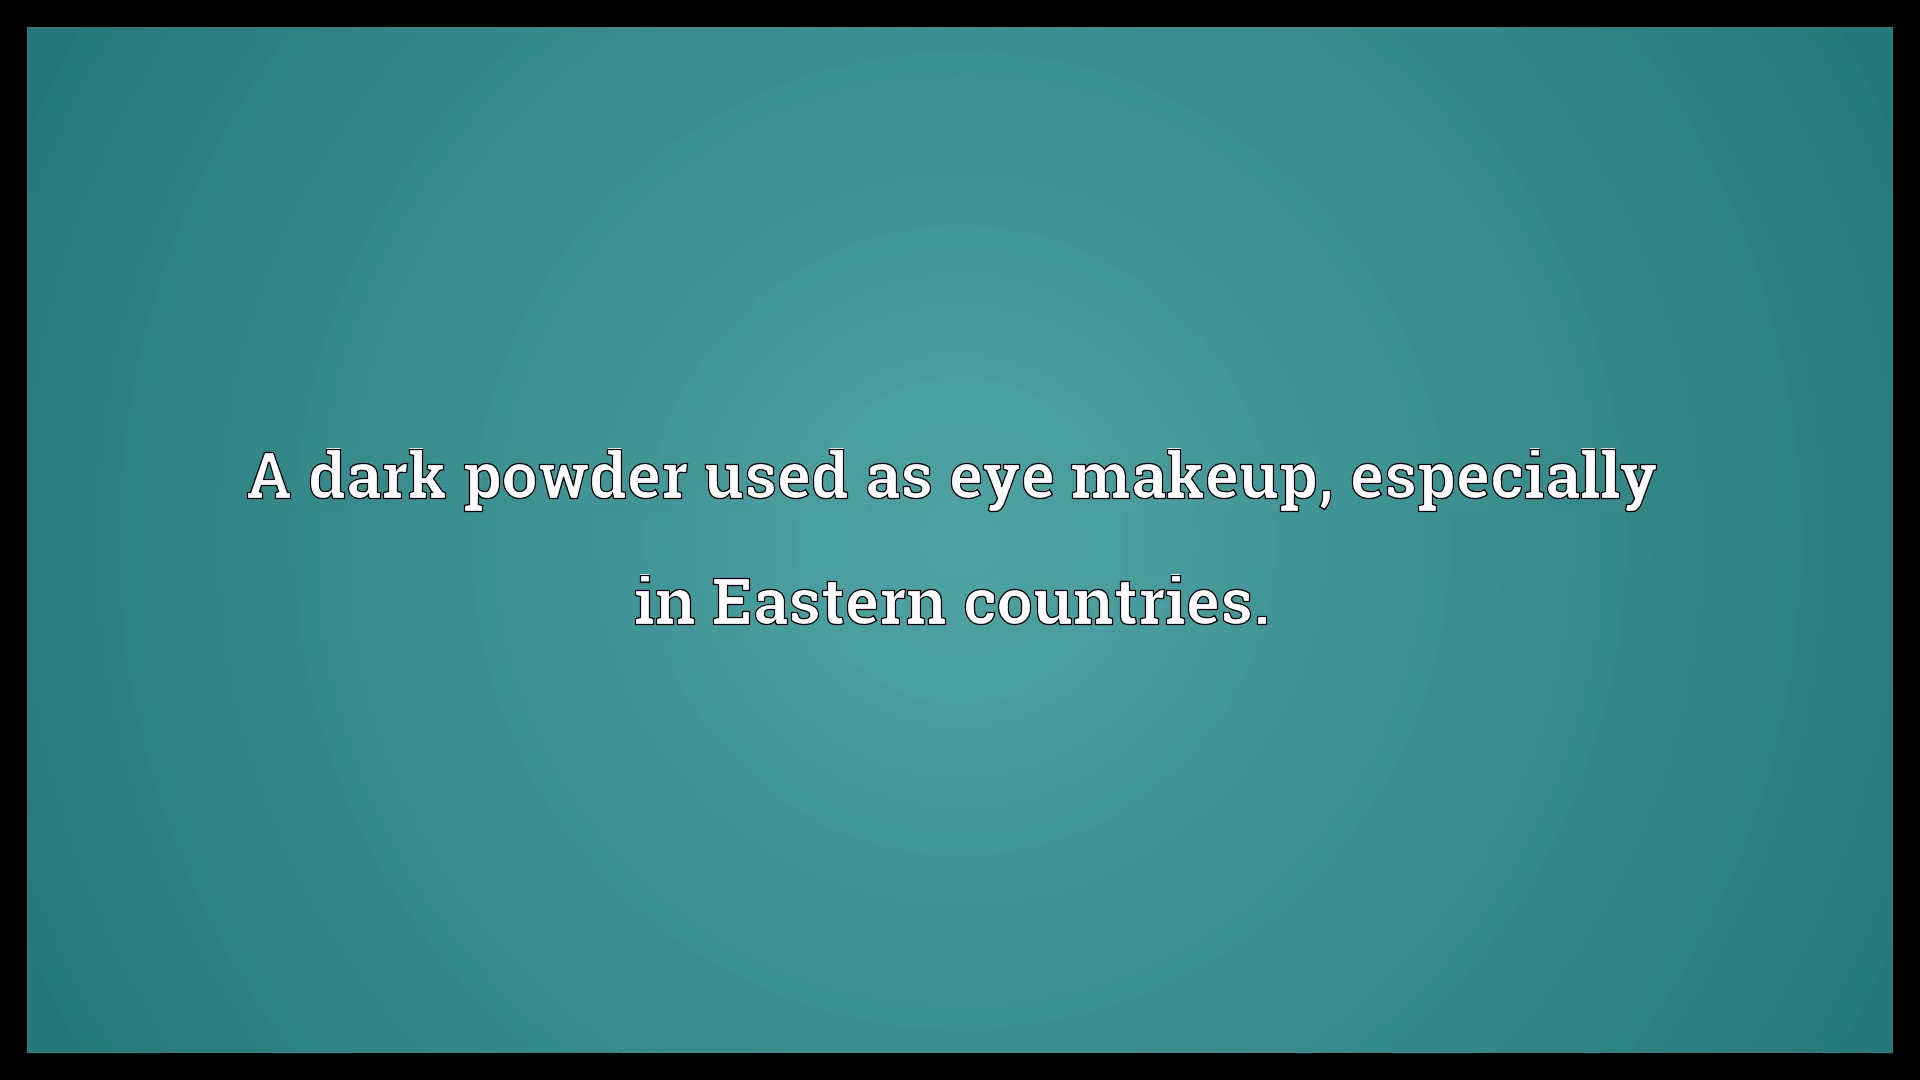 A dark powder used as eye makeup, especially
in Eastern countries.